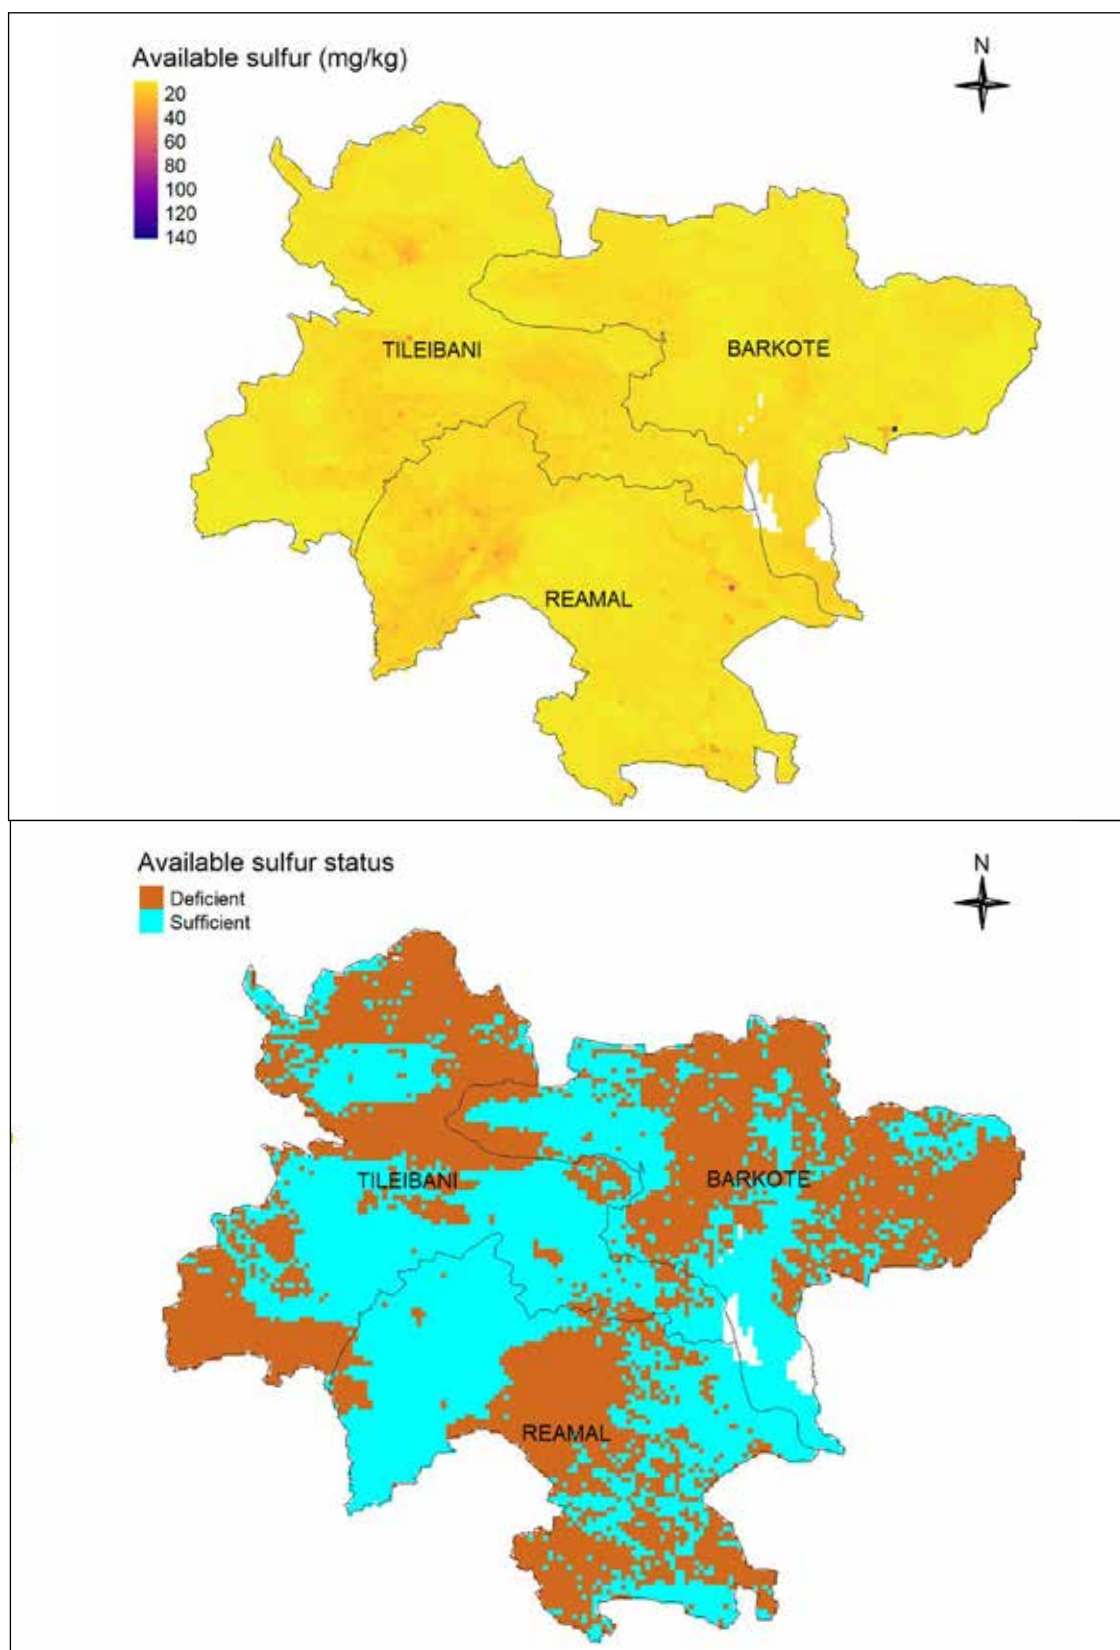 Available sulfur (mg/kg)
20
40
60
80
100
120
140
N
TILEIBANI
BARKOTE
REAMAL
Available sulfur status
Deficient
Sufficient
N
TILEIBANI
BARKOTE
REAMAL